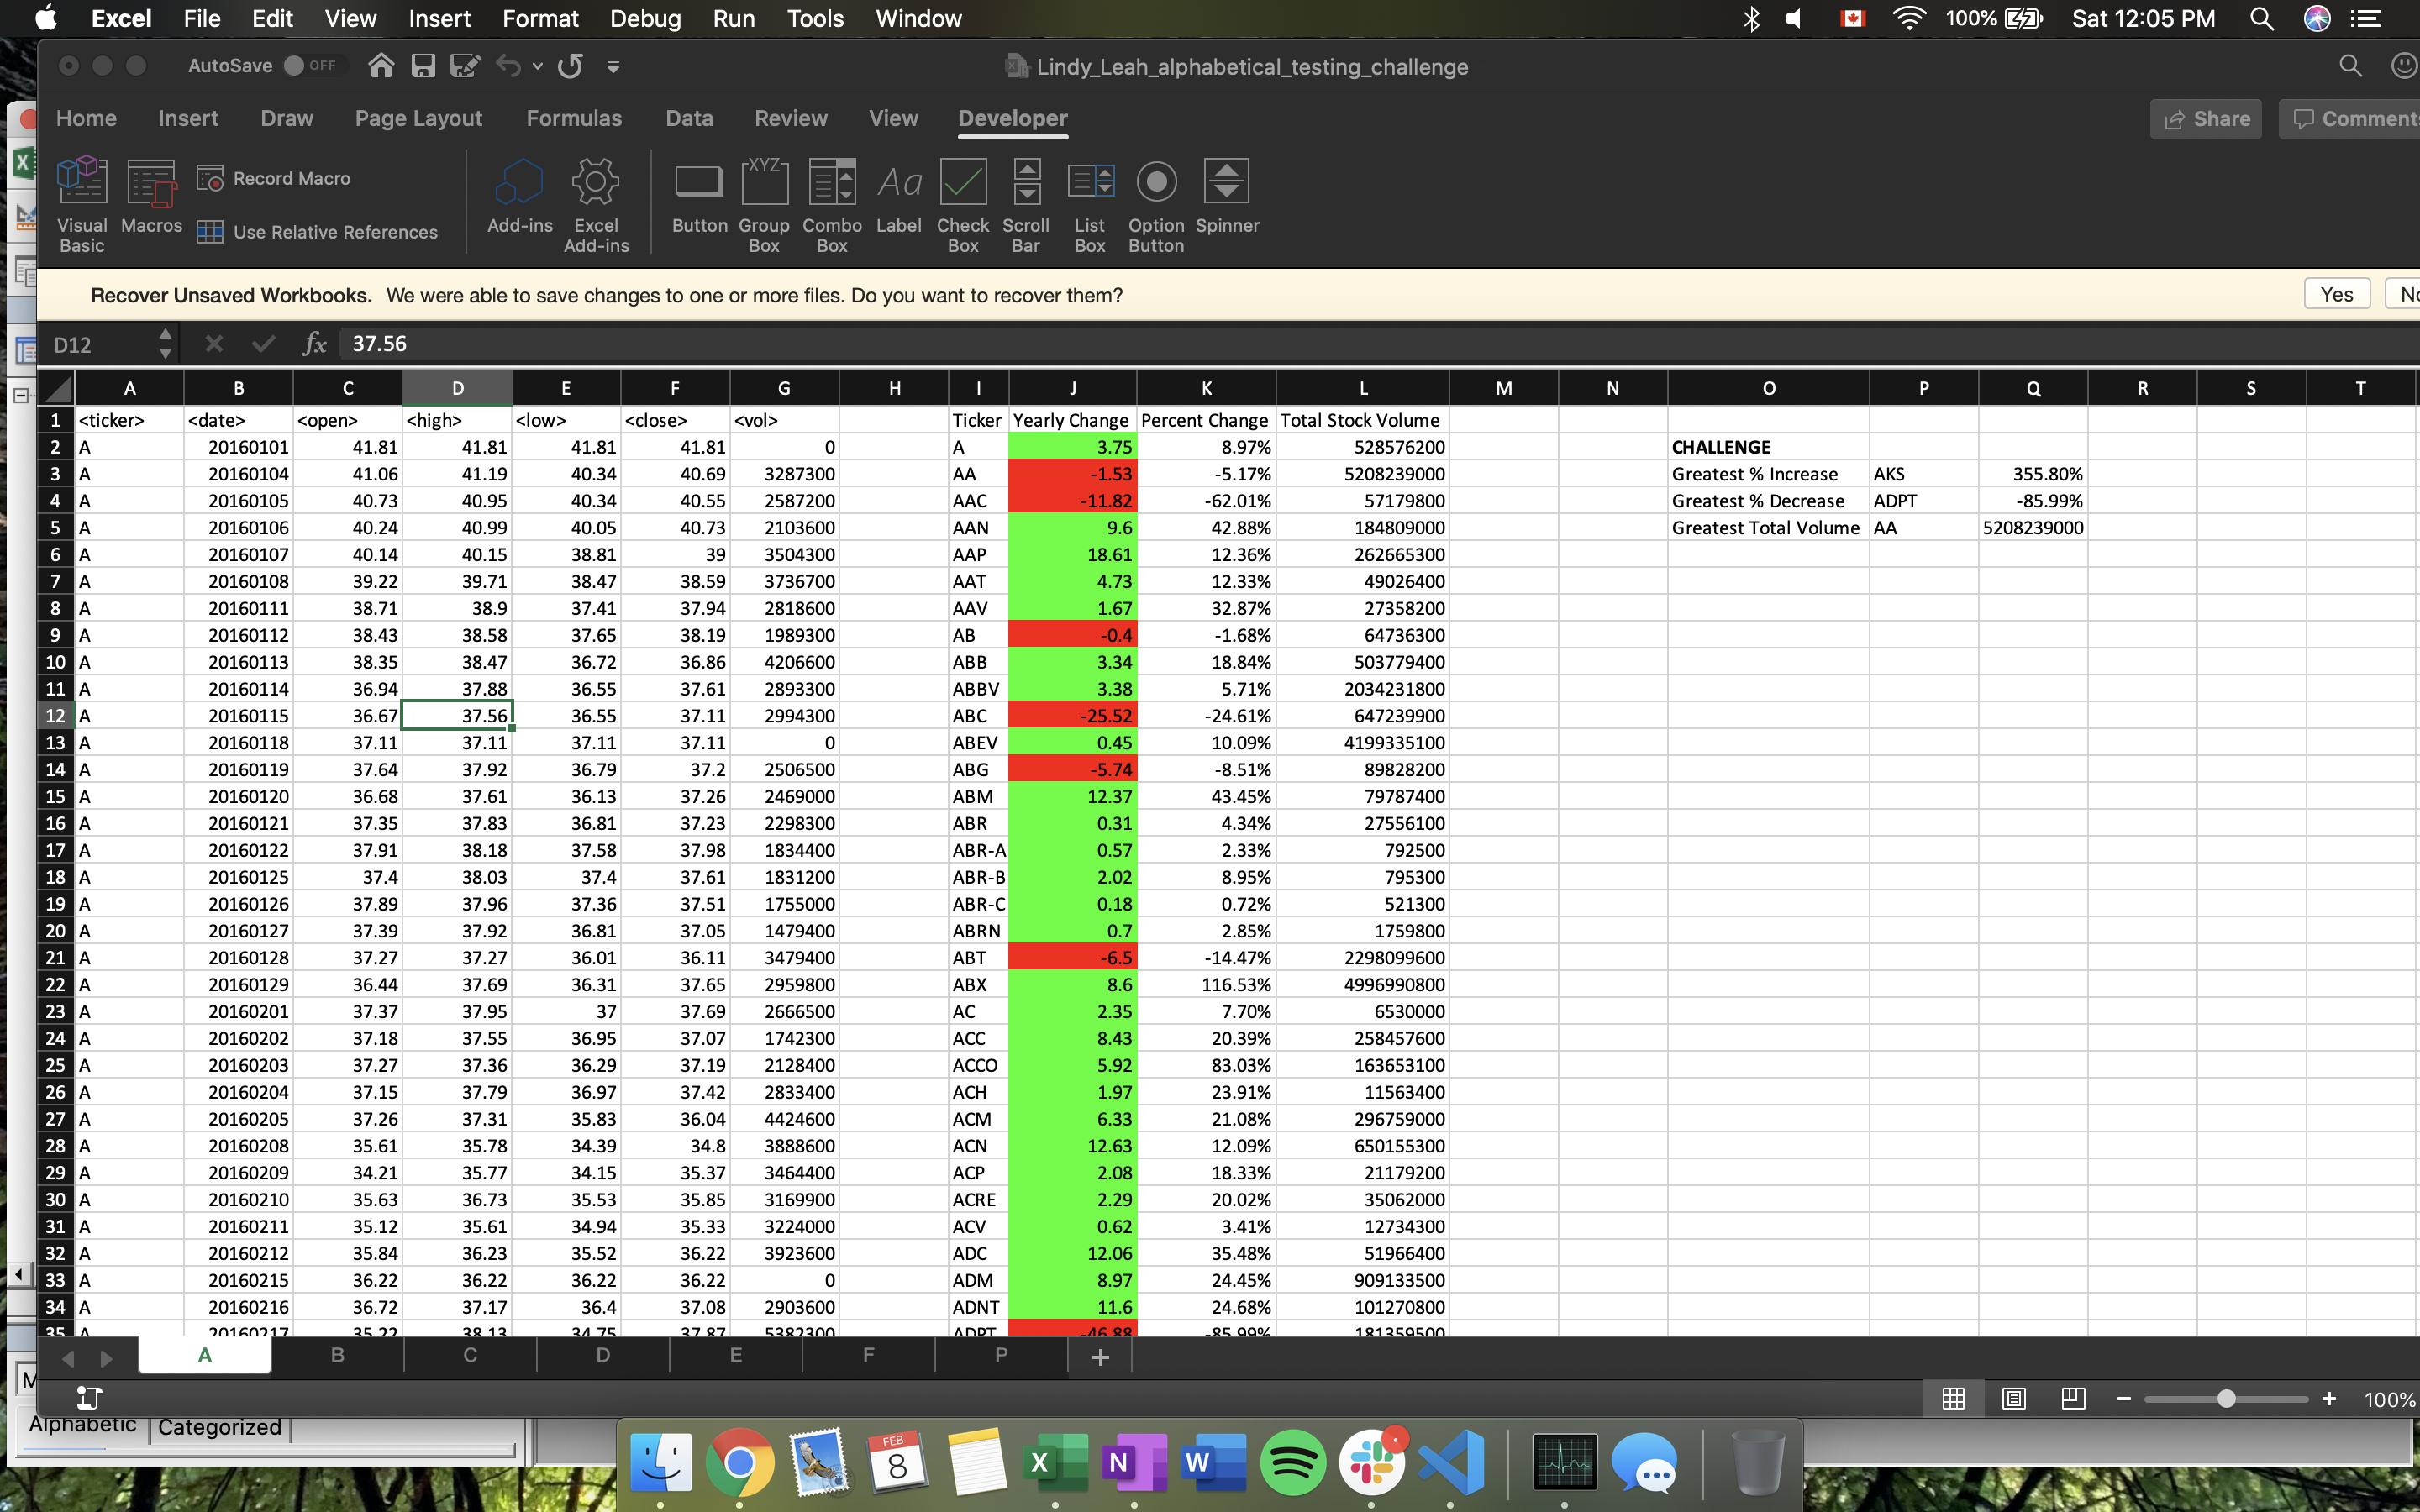 Excel File Edit View Insert Format Debug Run Tools Window 100% Sat 12:05 PM
AutoSave OFF Lindy_Leah_alphabetical_testing_challenge
Home Insert Draw Page Layout Formulas Data Review View Developer Share Comments
Visual Basic Macros Record Macro Use Relative References Add-ins Excel Add-ins Button XYZ Group Box Combo Box Aa Label Check Box Scroll Bar List Box Option Button Spinner
Recover Unsaved Workbooks. We were able to save changes to one or more files. Do you want to recover them? Yes
D12 fx 37.56
A B C D E F G H I J K L M N O P Q R S T
1 <ticker> <date> <open> <high> <low> <close> <vol> Ticker Yearly Change Percent Change Total Stock Volume
2 A 20160101 41.81 41.81 41.81 41.81 0 A 3.75 8.97% 528576200 CHALLENGE
3 A 20160104 41.06 41.19 40.34 40.69 3287300 AA -1.53 -5.17% 5208239000 Greatest % Increase AKS 355.80%
4 A 20160105 40.73 40.95 40.34 40.55 2587200 AAC -11.82 -62.01% 57179800 Greatest % Decrease ADPT -85.99%
5 A 20160106 40.24 40.99 40.05 40.73 2103600 AAN 9.6 42.88% 184809000 Greatest Total Volume AA 5208239000
6 A 20160107 40.14 40.15 38.81 39 3504300 AAP 18.61 12.36% 262665300
7 A 20160108 39.22 39.71 38.47 38.59 3736700 AAT 4.73 12.33% 49026400
8 A 20160111 38.71 38.9 37.41 37.94 2818600 AAV 1.67 32.87% 27358200
9 A 20160112 38.43 38.58 37.65 38.19 1989300 AB -0.4 -1.68% 64736300
10 A 20160113 38.35 38.47 36.72 36.86 4206600 ABB 3.34 18.84% 503779400
11 A 20160114 36.94 37.88 36.55 37.61 2893300 ABBV 3.38 5.71% 2034231800
12 A 20160115 36.67 37.56 36.55 37.11 2994300 ABC -25.52 -24.61% 647239900
13 A 20160118 37.11 37.11 37.11 37.11 0 ABEV 0.45 10.09% 4199335100
14 A 20160119 37.64 37.92 36.79 37.2 2506500 ABG -5.74 -8.51% 89828200
15 A 20160120 36.68 37.61 36.13 37.26 2469000 ABM 12.37 43.45% 79787400
16 A 20160121 37.35 37.83 36.81 37.23 2298300 ABR 0.31 4.34% 27556100
17 A 20160122 37.91 38.18 37.58 37.98 1834400 ABR-A 0.57 2.33% 792500
18 A 20160125 37.4 38.03 37.4 37.61 1831200 ABR-B 2.02 8.95% 795300
19 A 20160126 37.89 37.96 37.36 37.51 1755000 ABR-C 0.18 0.72% 521300
20 A 20160127 37.39 37.92 36.81 37.05 1479400 ABRN 0.7 2.85% 1759800
21 A 20160128 37.27 37.27 36.01 36.11 3479400 ABT -6.5 -14.47% 2298099600
22 A 20160129 36.44 37.69 36.31 37.65 2959800 ABX 8.6 116.53% 4996990800
23 A 20160201 37.37 37.95 37 37.69 2666500 AC 2.35 7.70% 6530000
24 A 20160202 37.18 37.55 36.95 37.07 1742300 ACC 8.43 20.39% 258457600
25 A 20160203 37.27 37.36 36.29 37.19 2128400 ACCO 5.92 83.03% 163653100
26 A 20160204 37.15 37.79 36.97 37.42 2833400 ACH 1.97 23.91% 11563400
27 A 20160205 37.26 37.31 35.83 36.04 4424600 ACM 6.33 21.08% 296759000
28 A 20160208 35.61 35.78 34.39 34.8 3888600 ACN 12.63 12.09% 650155300
29 A 20160209 34.21 35.77 34.15 35.37 3464400 ACP 2.08 18.33% 21179200
30 A 20160210 35.63 36.73 35.53 35.85 3169900 ACRE 2.29 20.02% 35062000
31 A 20160211 35.12 35.61 34.94 35.33 3224000 ACV 0.62 3.41% 12734300
32 A 20160212 35.84 36.23 35.52 36.22 3923600 ADC 12.06 35.48% 51966400
33 A 20160215 36.22 36.22 36.22 36.22 0 ADM 8.97 24.45% 909133500
34 A 20160216 36.72 37.17 36.4 37.08 2903600 ADNT 11.6 24.68% 101270800
35 A 20160217 35.22 38.13 34.75 37.87 5382300 ADPT -46.88 -85.99% 181359500
A B C D E F P +
100%
Alphabetic Categorized
FEB 8 X N W